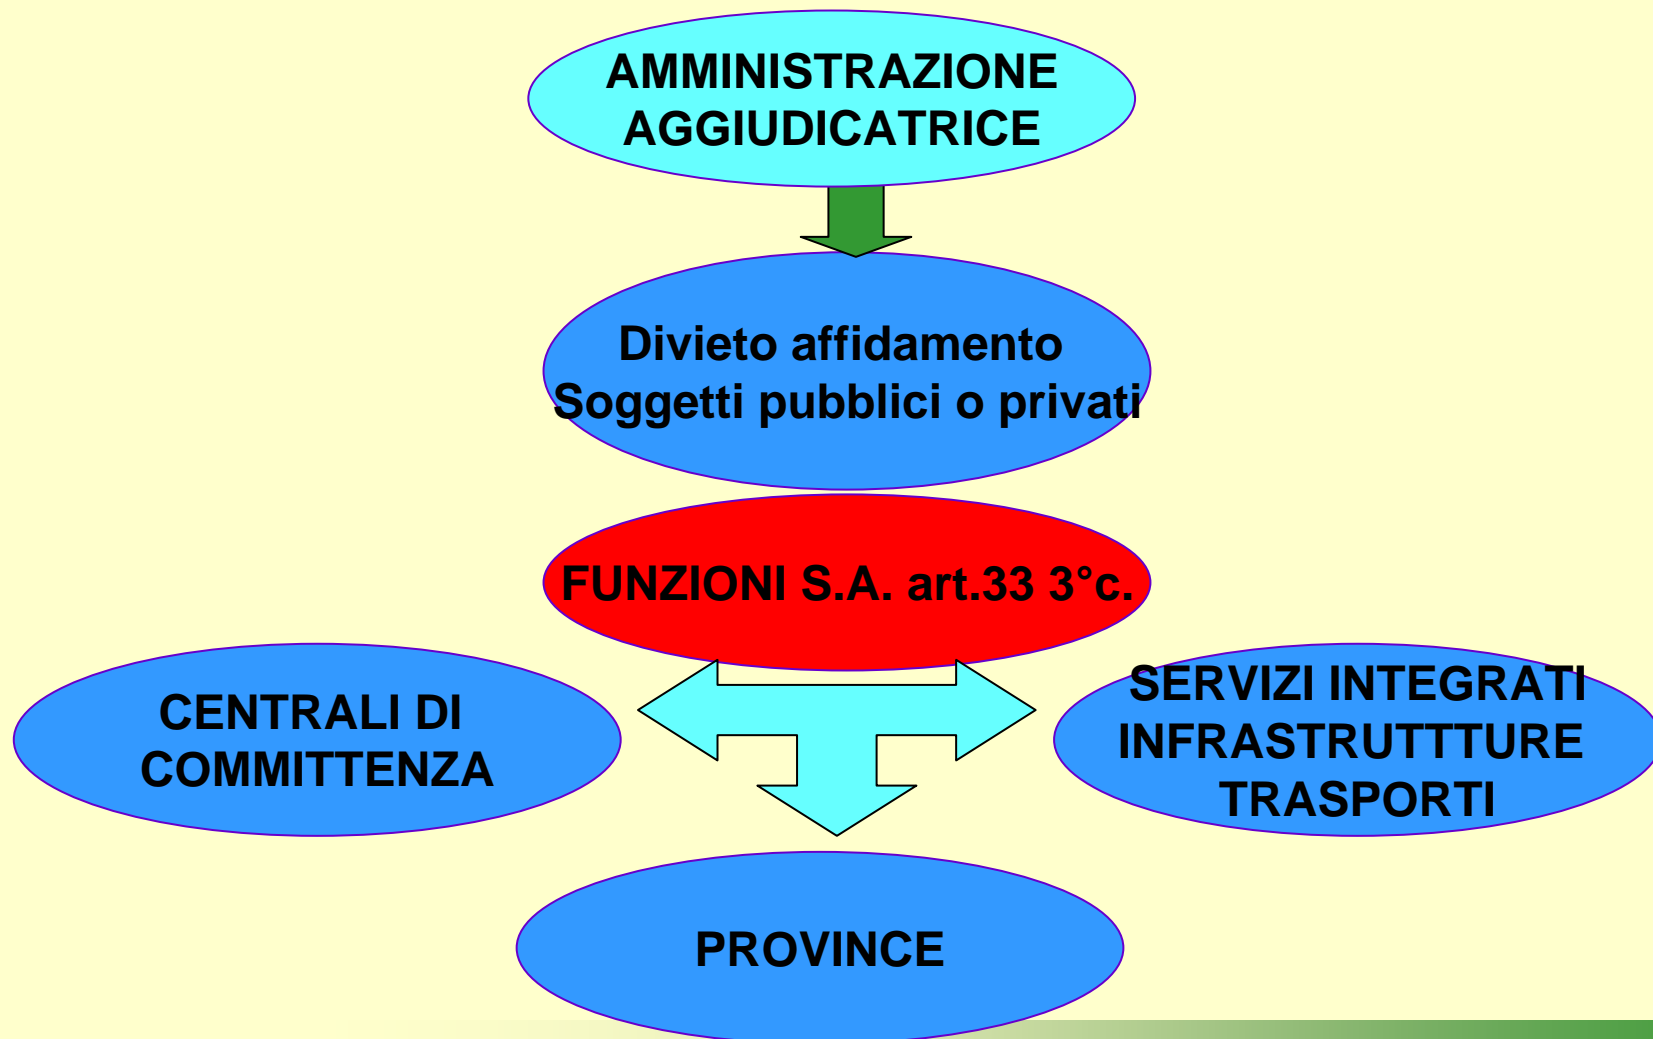 AMMINISTRAZIONE
AGGIUDICATRICE
Divieto affidamento
Soggetti pubblici o privati
FUNZIONI S.A. art.33 3°c.
CENTRALI DI
COMMITTENZA
SERVIZI INTEGRATI
INFRASTRUTTTURE
TRASPORTI
PROVINCE